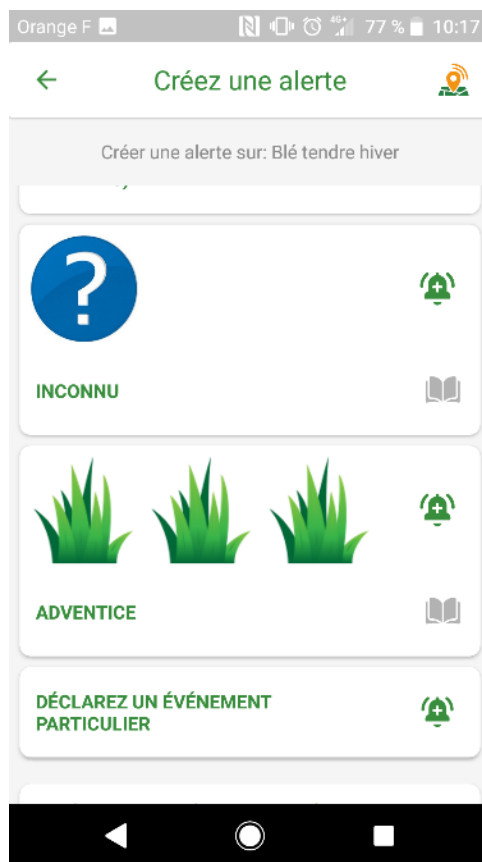 Orange F 46+ 77 % 10:17
Créez une alerte
Créer une alerte sur: Blé tendre hiver
?
INCONNU
ADVENTICE
DÉCLAREZ UN ÉVÉNEMENT
PARTICULIER